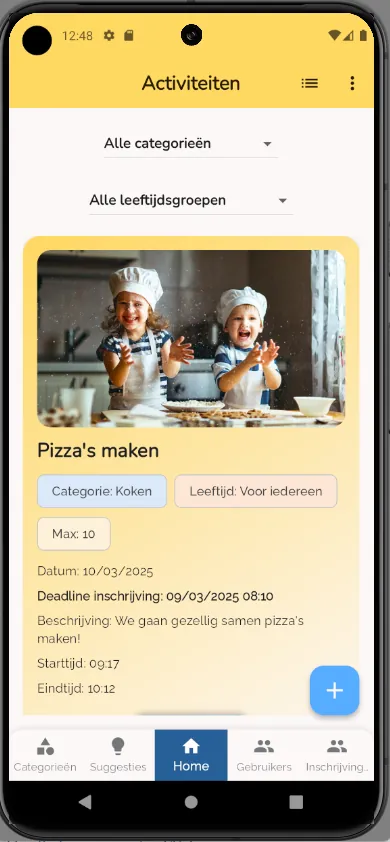 12:48
Activiteiten
Alle categorieën
Alle leeftijdsgroepen
Pizza's maken
Categorie: Koken
Leeftijd: Voor iedereen
Max: 10
Datum: 10/03/2025
Deadline inschrijving: 09/03/2025 08:10
Beschrijving: We gaan gezellig samen pizza's
maken!
Starttijd: 09:17
Eindtijd: 10:12
Categorieën Suggesties Home Gebruikers Inschrijving...